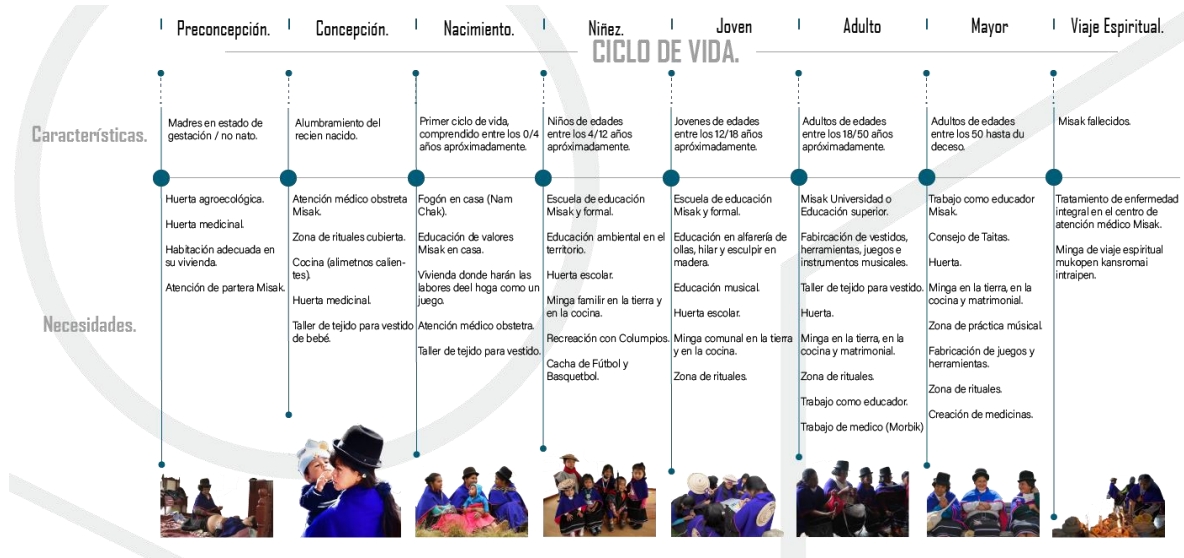 Preconcepción.
Concepción.
Nacimiento.
Niñez.
Joven
Adulto
Mayor
Viaje Espiritual.
CICLO DE VIDA.
Características.
Madres en estado de
gestación / no nato.
Alumbramiento del
recien nacido.
Primer ciclo de vida,
comprendido entre los 0/4
años apróximadamente.
Niños de edades
entre los 4/12 años
apróximadamente.
Jovenes de edades
entre los 12/18 años
apróximadamente.
Adultos de edades
entre los 18/50 años
apróximadamente.
Adultos de edades
entre los 50 hasta du
deceso.
Misak fallecidos.
Necesidades.
Huerta agroecológica.
Huerta medicinal.
Habitación adecuada en
su vivienda.
Atención de partera Misak.
Atención médico obstreta
Misak.
Zona de rituales cubierta.
Cocina (alimetnos calien-
tes).
Huerta medicinal.
Taller de tejido para vestido
de bebé.
Fogón en casa (Nam
Chak).
Educación de valores
Misak en casa.
Vivienda donde harán las
labores deel hoga como un
juego.
Atención médico obstetra.
Taller de tejido para vestido.
Escuela de educación
Misak y formal.
Educación ambiental en el
territorio.
Huerta escolar.
Minga familir en la tierra y
en la cocina.
Recreación con Columpios.
Cacha de Fútbol y
Basquetbol.
Escuela de educación
Misak y formal.
Educación en alfarería de
ollas, hilar y esculpir en
madera.
Educación musical.
Huerta escolar.
Minga comunal en la tierra
y en la cocina.
Zona de rituales.
Misak Universidad o
Educación superior.
Fabircación de vestidos,
herramientas, juegos e
instrumentos musicales.
Taller de tejido para vestido.
Huerta.
Minga en la tierra, en la
cocina y matrimonial.
Zona de rituales.
Trabajo como educador.
Trabajo de medico (Morbik)
Trabajo como educador
Misak.
Consejo de Taitas.
Huerta.
Minga en la tierra, en la
cocina y matrimonial.
Zona de práctica músical.
Fabricación de juegos y
herramientas.
Zona de rituales.
Creación de medicinas.
Tratamiento de enfermedad
integral en el centro de
atención médico Misak.
Minga de viaje espiritual
mukopen kansromai
intraipen.